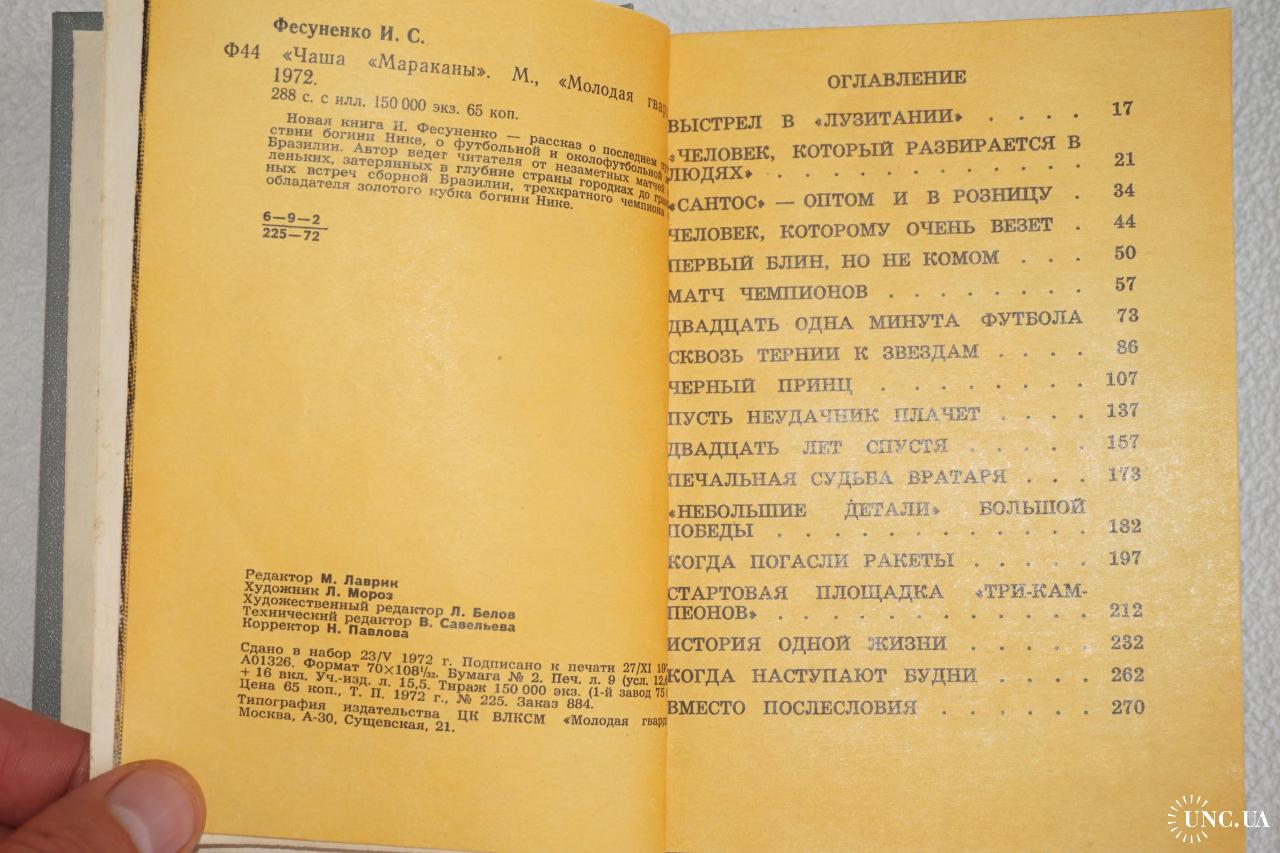 Фесуненко И. С.
Ф44 «Чаша «Мараканы». М., «Молодая
1972.
288 с. с илл. 150 000 экз. 65 коп.
Новая книга И. Фесуненко — рассказ о последнем
ствии богини Нике, о футбольной и околофутбольной
Бразилии. Автор ведет читателя от незаметных матчей
леньких, затерянных в глубине страны городках до
ных встреч сборной Бразилии, трехкратного чемпиона
обладателя золотого кубка богини Нике.
6—9—2
225—72
Редактор М. Лаврик
Художник Л. Мороз
Художественный редактор Л. Белов
Технический редактор В. Савельева
Корректор Н. Павлова
Сдано в набор 23/V 1972 г. Подписано к печати 27/XI
А01326. Формат 70×108¹/₃₂. Бумага № 2. Печ. л. 9 (усл.
+ 16 вкл. Уч.-изд. л. 15,5. Тираж 150 000 экз. (1-й завод
Цена 65 коп., Т. П. 1972 г., № 225. Заказ 884.
Типография издательства ЦК ВЛКСМ «Молодая
Москва, А-30, Сущевская, 21.
ОГЛАВЛЕНИЕ
ВЫСТРЕЛ В «ЛУЗИТАНИИ» . . . . 17
«ЧЕЛОВЕК, КОТОРЫЙ РАЗБИРАЕТСЯ В
ЛЮДЯХ» . . . . . . . . . . . 21
«САНТОС» — ОПТОМ И В РОЗНИЦУ . 34
ЧЕЛОВЕК, КОТОРОМУ ОЧЕНЬ ВЕЗЕТ . 44
ПЕРВЫЙ БЛИН, НО НЕ КОМОМ . . . 50
МАТЧ ЧЕМПИОНОВ . . . . . . . . 57
ДВАДЦАТЬ ОДНА МИНУТА ФУТБОЛА 73
СКВОЗЬ ТЕРНИИ К ЗВЕЗДАМ . . . . 86
ЧЕРНЫЙ ПРИНЦ . . . . . . . . 107
ПУСТЬ НЕУДАЧНИК ПЛАЧЕТ . . . . 137
ДВАДЦАТЬ ЛЕТ СПУСТЯ . . . . . 157
ПЕЧАЛЬНАЯ СУДЬБА ВРАТАРЯ . . . 173
«НЕБОЛЬШИЕ ДЕТАЛИ» БОЛЬШОЙ
ПОБЕДЫ . . . . . . . . . . . . 182
КОГДА ПОГАСЛИ РАКЕТЫ . . . . . 197
СТАРТОВАЯ ПЛОЩАДКА «ТРИ-КАМ-
ПЕОНОВ» . . . . . . . . . . . . 212
ИСТОРИЯ ОДНОЙ ЖИЗНИ . . . . . 232
КОГДА НАСТУПАЮТ БУДНИ . . . . 262
ВМЕСТО ПОСЛЕСЛОВИЯ . . . . . . 270
UNC.UA